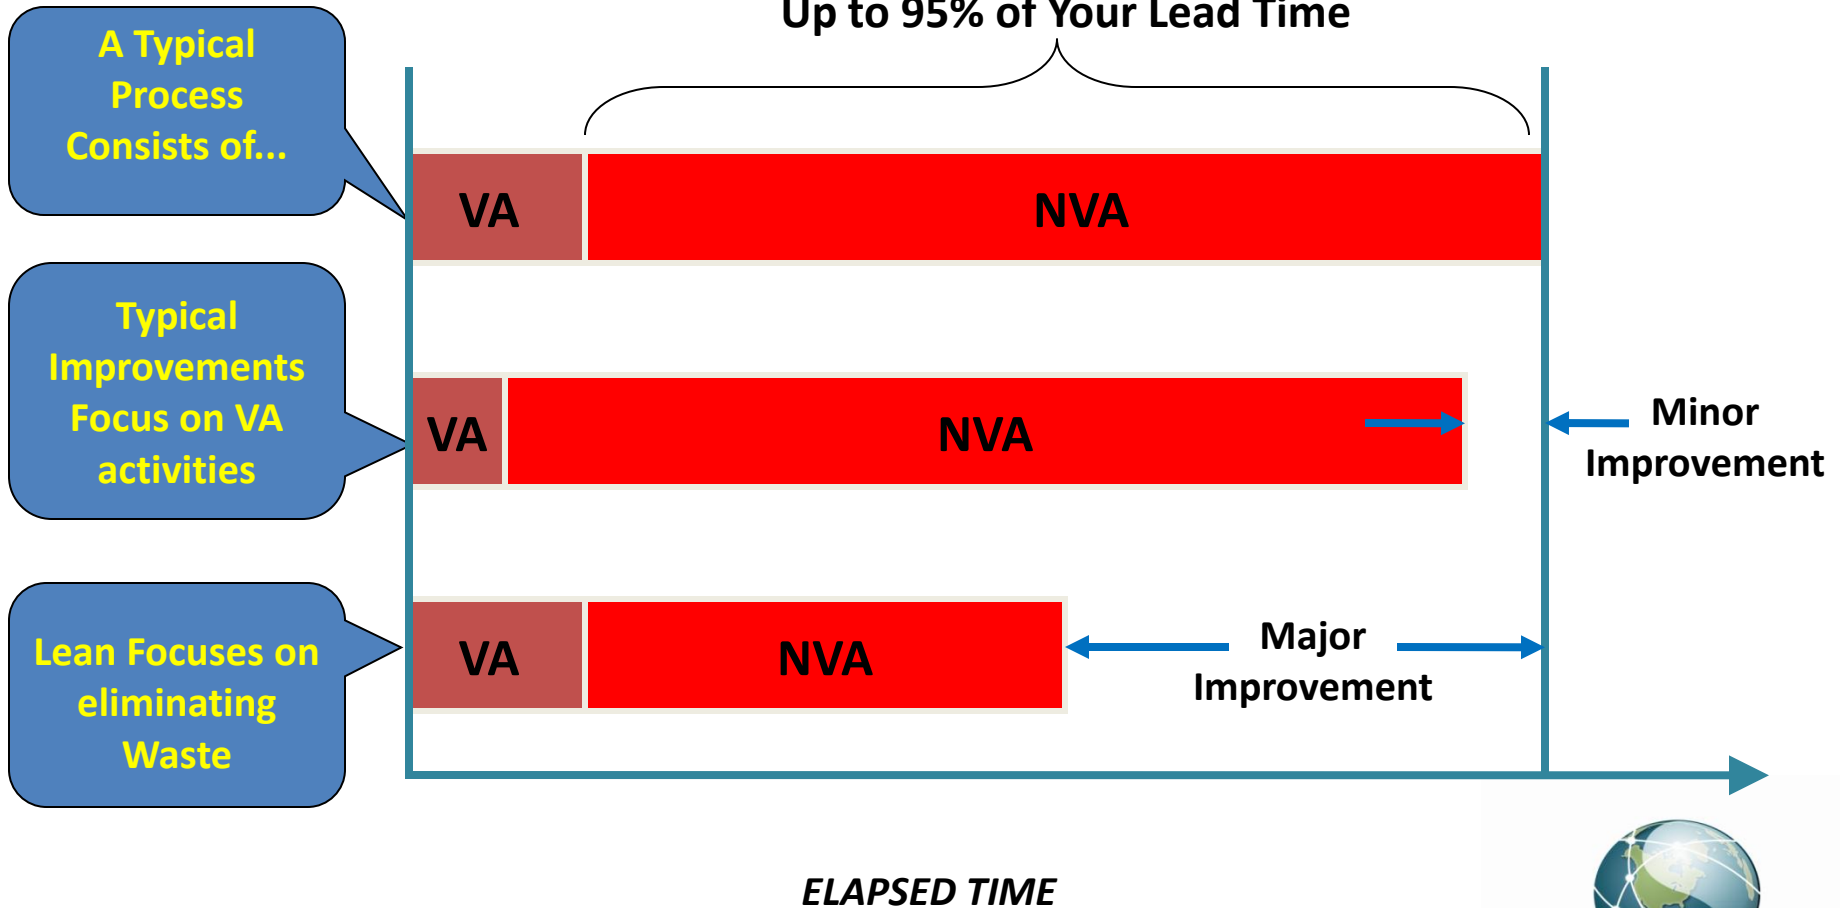 Up to 95% of Your Lead Time
A Typical
Process
Consists of...
VA
NVA
Typical
Improvements
Focus on VA
activities
VA
NVA
Minor
Improvement
Lean Focuses on
eliminating
Waste
VA
NVA
Major
Improvement
ELAPSED TIME